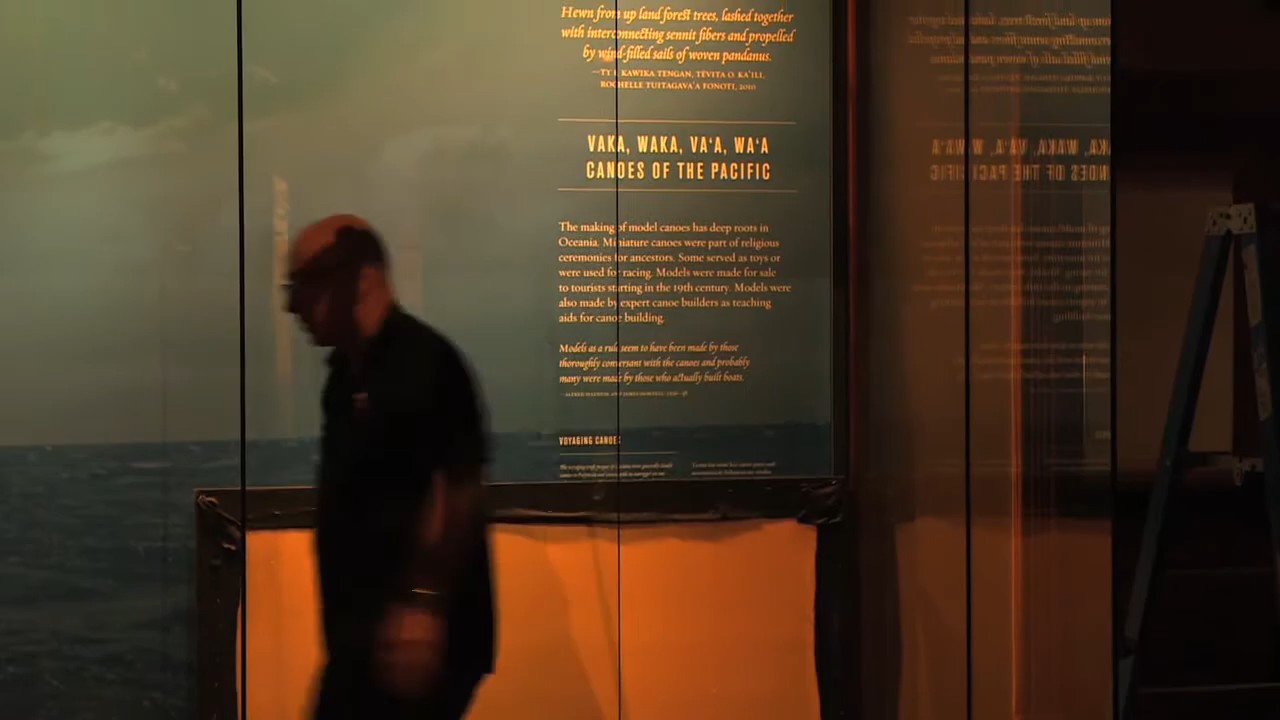 Hewn from up land forest trees, lashed together
with interconnecting sennit fibers and propelled
by wind-filled sails of woven pandanus.
—TY P. KAWIKA TENGAN, TĒVITA O. KAʻILI,
ROCHELLE TUITAGAVAʻA FONOTI, 2010
VAKA, WAKA, VAʻA, WAʻA
CANOES OF THE PACIFIC
The making of model canoes has deep roots in
Oceania. Miniature canoes were part of religious
ceremonies for ancestors. Some served as toys or
were used for racing. Models were made for sale
to tourists starting in the 19th century. Models were
also made by expert canoe builders as teaching
aids for canoe building.
Models as a rule seem to have been made by those
thoroughly conversant with the canoes and probably
many were made by those who actually built boats.
VOYAGING CANOES